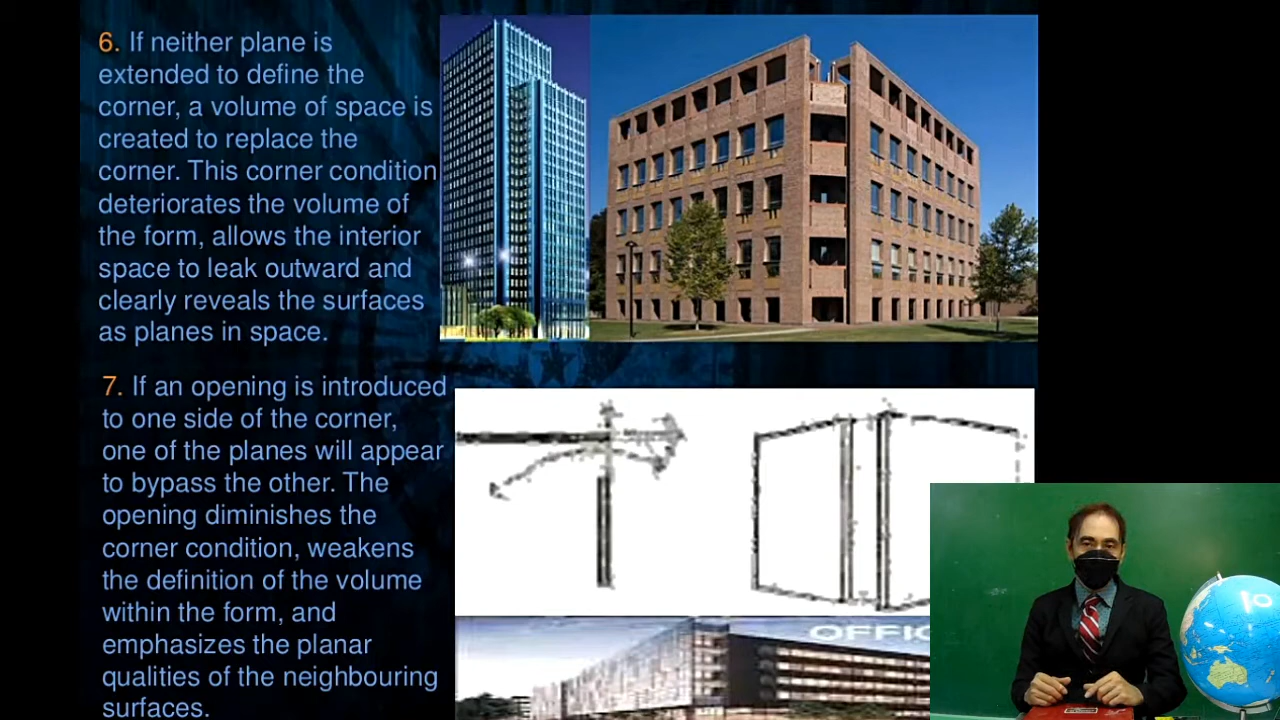 6. If neither plane is
extended to define the
corner, a volume of space is
created to replace the
corner. This corner condition
deteriorates the volume of
the form, allows the interior
space to leak outward and
clearly reveals the surfaces
as planes in space.
7. If an opening is introduced
to one side of the corner,
one of the planes will appear
to bypass the other. The
opening diminishes the
corner condition, weakens
the definition of the volume
within the form, and
emphasizes the planar
qualities of the neighbouring
surfaces.
OFFIC